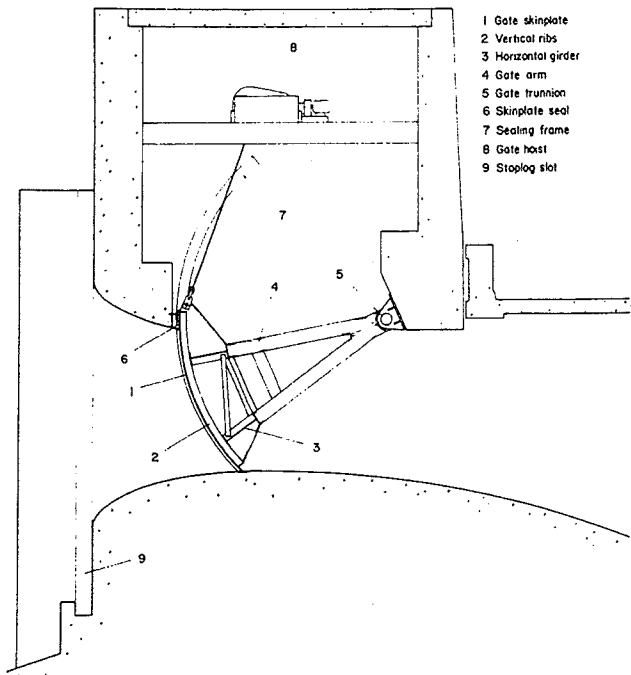 1 Gate skinplate
2 Vertical ribs
3 Horizontal girder
4 Gate arm
5 Gate trunnion
6 Skinplate seal
7 Sealing frame
8 Gate hoist
9 Stoplog slot
8
7
5
4
6
1
2
3
9